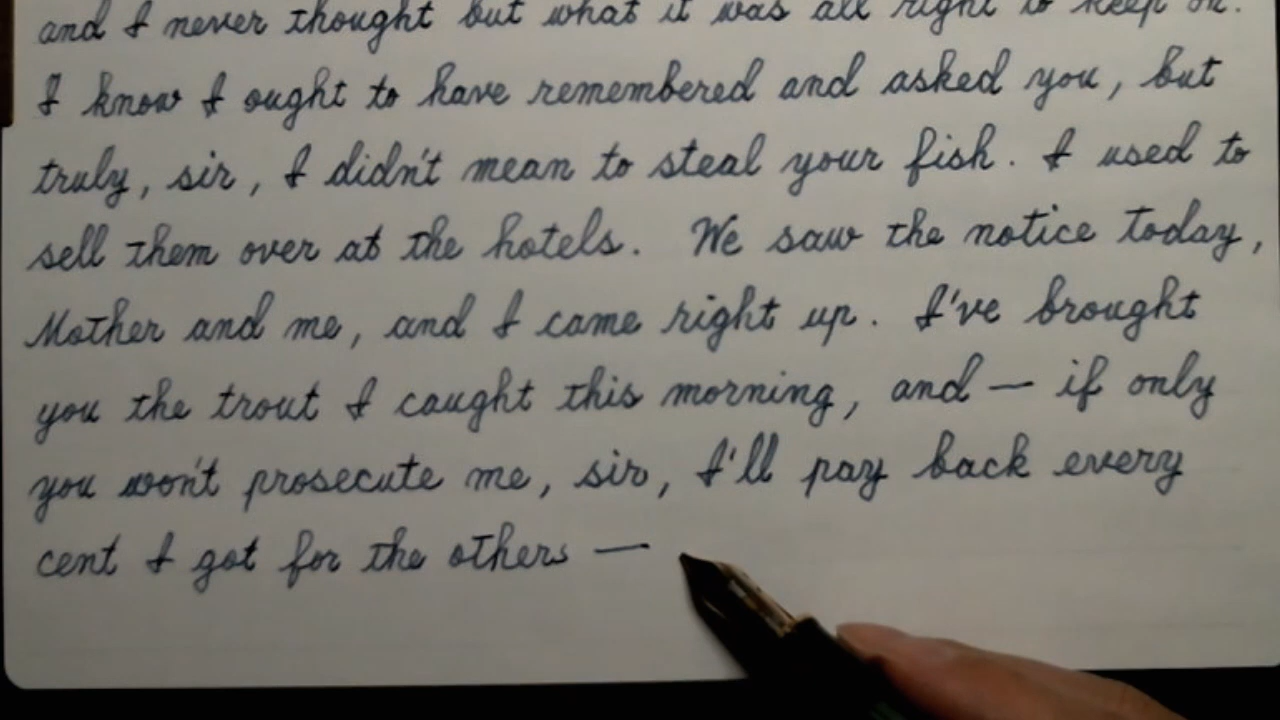 and I never thought but what it was all right to keep on.
I know I ought to have remembered and asked you, but
truly, sir, I didn't mean to steal your fish. I used to
sell them over at the hotels. We saw the notice today,
Mother and me, and I came right up. I've brought
you the trout I caught this morning, and — if only
you won't prosecute me, sir, I'll pay back every
cent I got for the others —